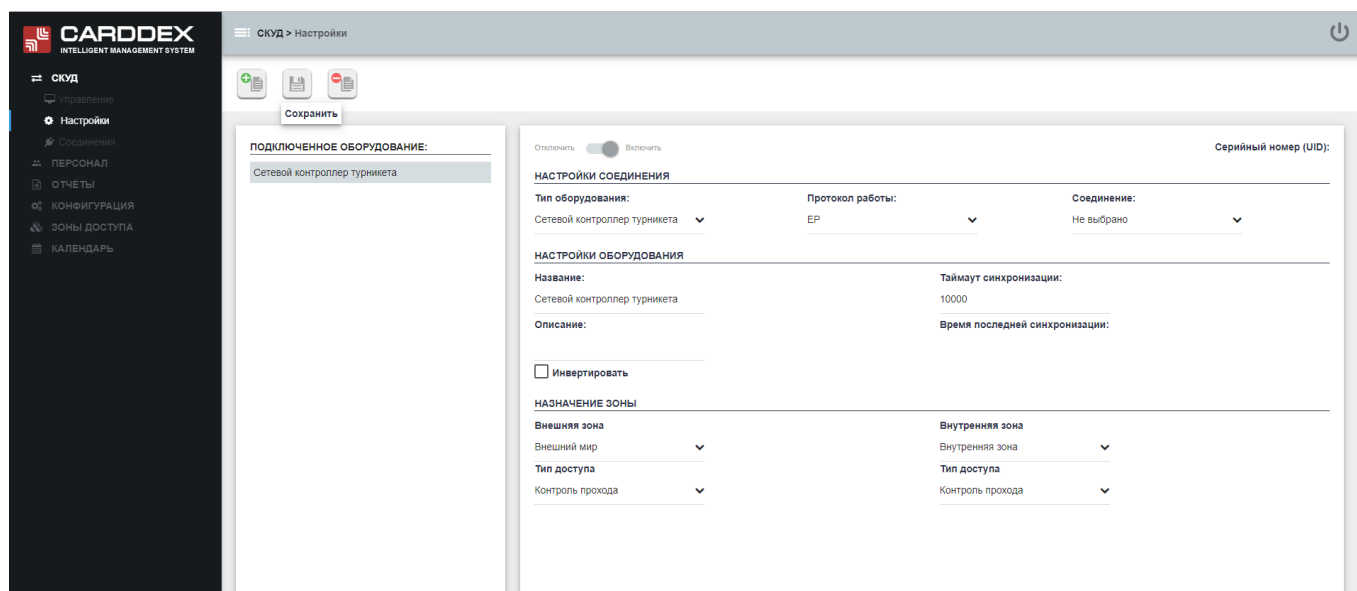 CARDDEX
INTELLIGENT MANAGEMENT SYSTEM
СКУД > Настройки
СКУД
Управление
Настройки
Соединения
ПЕРСОНАЛ
ОТЧЁТЫ
КОНФИГУРАЦИЯ
ЗОНЫ ДОСТУПА
КАЛЕНДАРЬ
Сохранить
ПОДКЛЮЧЕННОЕ ОБОРУДОВАНИЕ:
Сетевой контроллер турникета
Отключить Включить Серийный номер (UID):
НАСТРОЙКИ СОЕДИНЕНИЯ
Тип оборудования: Протокол работы: Соединение:
Сетевой контроллер турникета EP Не выбрано
НАСТРОЙКИ ОБОРУДОВАНИЯ
Название: Таймаут синхронизации:
Сетевой контроллер турникета 10000
Описание: Время последней синхронизации:
Инвертировать
НАЗНАЧЕНИЕ ЗОНЫ
Внешняя зона Внутренняя зона
Внешний мир Внутренняя зона
Тип доступа Тип доступа
Контроль прохода Контроль прохода